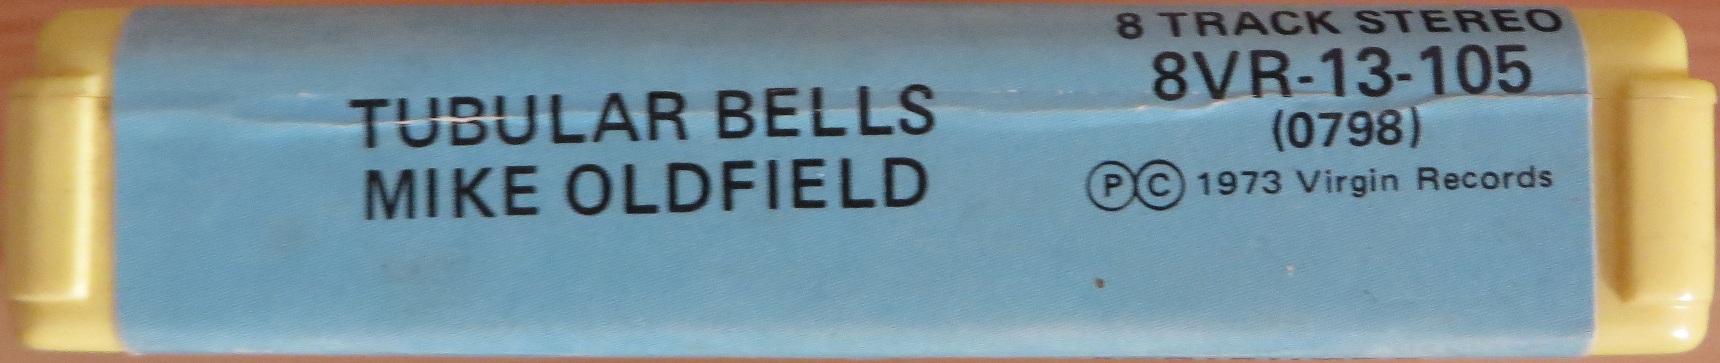 8 TRACK STEREO
8VR-13-105
(0798)
TUBULAR BELLS
MIKE OLDFIELD
ⓅⒸ 1973 Virgin Records